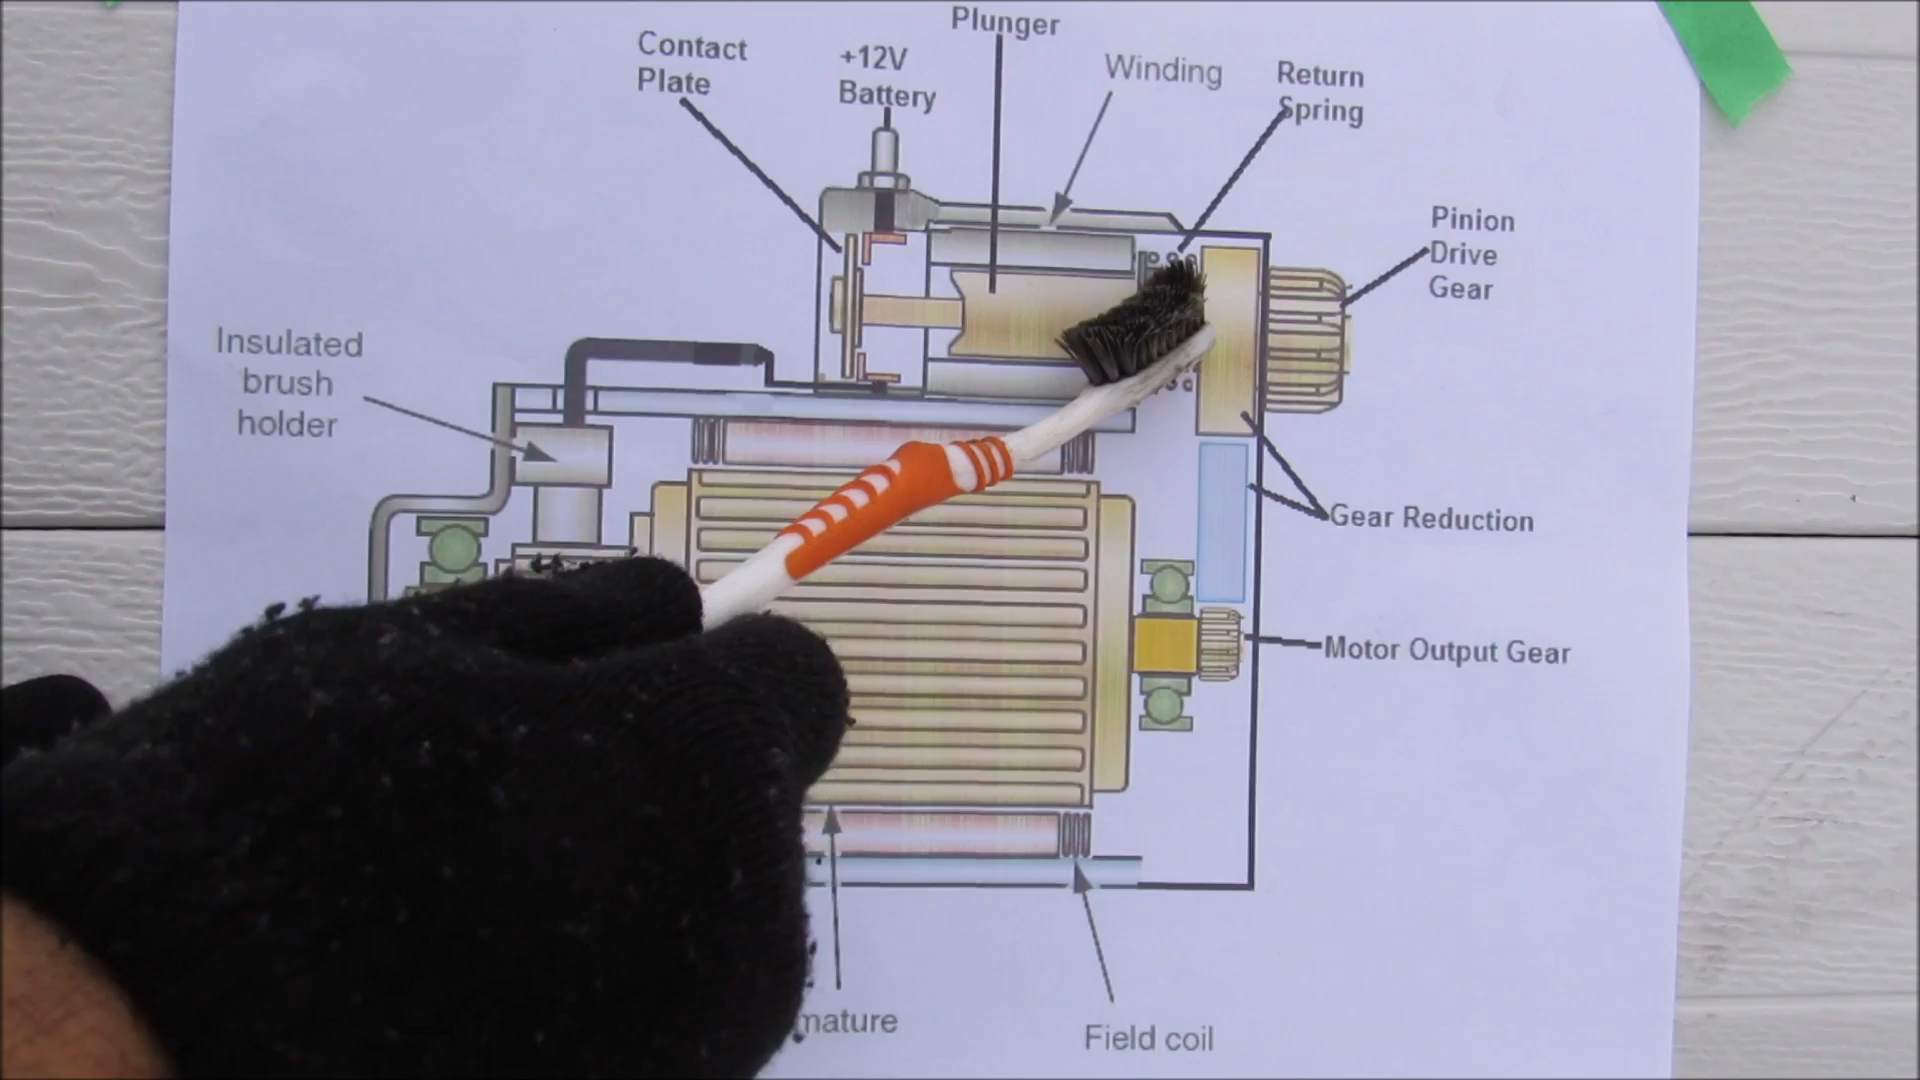 Plunger
Contact
Plate
+12V
Battery
Winding
Return
Spring
Pinion
Drive
Gear
Insulated
brush
holder
Gear Reduction
Motor Output Gear
Field coil